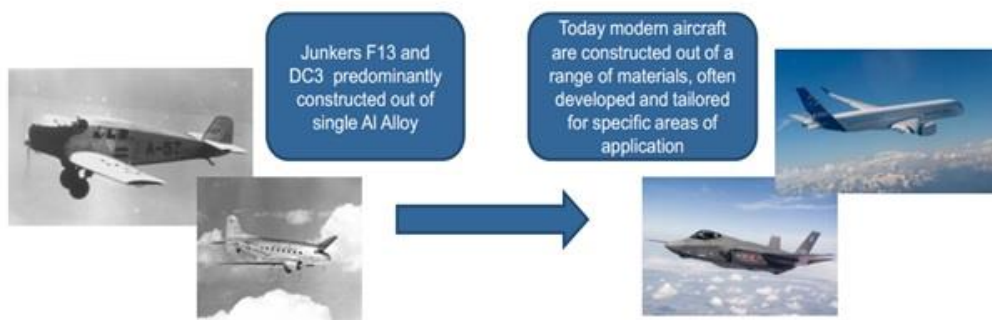 Junkers F13 and
DC3 predominantly
constructed out of
single Al Alloy
Today modern aircraft
are constructed out of a
range of materials, often
developed and tailored
for specific areas of
application